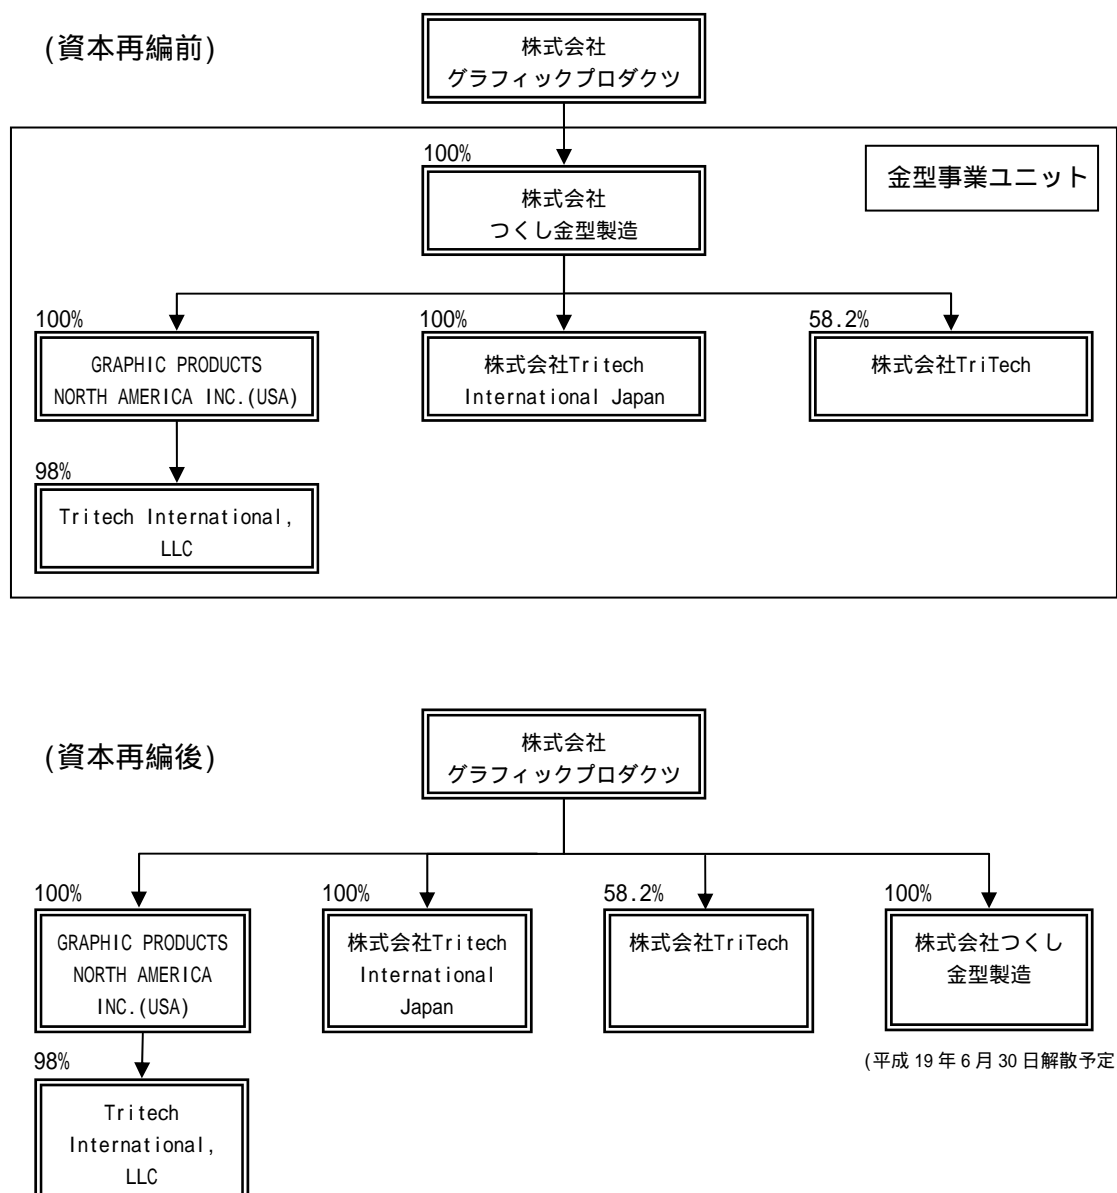 (資本再編前)
株式会社
グラフィックプロダクツ
100%
金型事業ユニット
株式会社
つくし金型製造
100%
GRAPHIC PRODUCTS
NORTH AMERICA INC.(USA)
100%
株式会社Tritech
International Japan
58.2%
株式会社TriTech
98%
Tritech International,
LLC
(資本再編後)
株式会社
グラフィックプロダクツ
100%
GRAPHIC PRODUCTS
NORTH AMERICA
INC.(USA)
100%
株式会社Tritech
International
Japan
58.2%
株式会社TriTech
100%
株式会社つくし
金型製造
(平成 19 年 6 月 30 日解散予定
98%
Tritech
International,
LLC